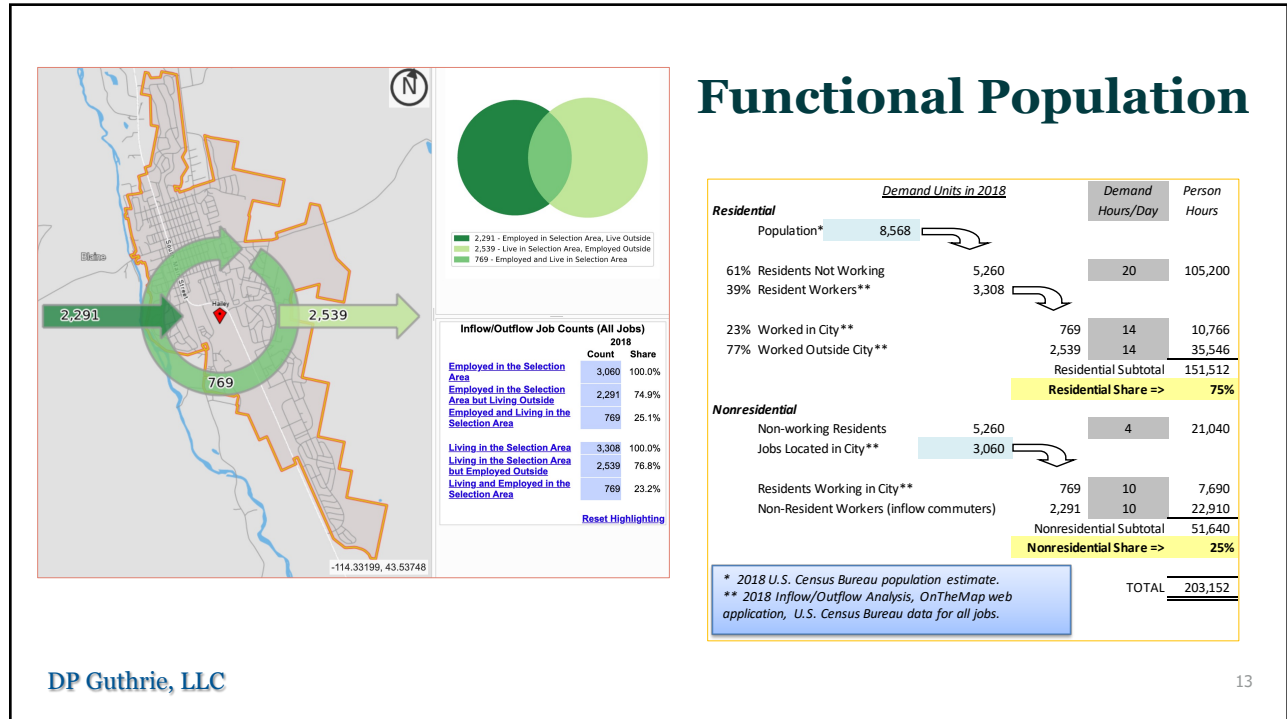 Functional Population
N
Blaine
Hailey
2,291
2,539
769
-114.33199, 43.53748
2,291 - Employed in Selection Area, Live Outside
2,539 - Live in Selection Area, Employed Outside
769 - Employed and Live in Selection Area
Inflow/Outflow Job Counts (All Jobs)
2018
Count Share
Employed in the Selection
Area 3,060 100.0%
Employed in the Selection
Area but Living Outside 2,291 74.9%
Employed and Living in the
Selection Area 769 25.1%
Living in the Selection Area 3,308 100.0%
Living in the Selection Area
but Employed Outside 2,539 76.8%
Living and Employed in the
Selection Area 769 23.2%
Reset Highlighting
Demand Units in 2018 Demand Person
Residential Hours/Day Hours
Population* 8,568
61% Residents Not Working 5,260 20 105,200
39% Resident Workers** 3,308
23% Worked in City** 769 14 10,766
77% Worked Outside City** 2,539 14 35,546
Residential Subtotal 151,512
Residential Share => 75%
Nonresidential
Non-working Residents 5,260 4 21,040
Jobs Located in City** 3,060
Residents Working in City** 769 10 7,690
Non-Resident Workers (inflow commuters) 2,291 10 22,910
Nonresidential Subtotal 51,640
Nonresidential Share => 25%
TOTAL 203,152
* 2018 U.S. Census Bureau population estimate.
** 2018 Inflow/Outflow Analysis, OnTheMap web
application, U.S. Census Bureau data for all jobs.
DP Guthrie, LLC
13